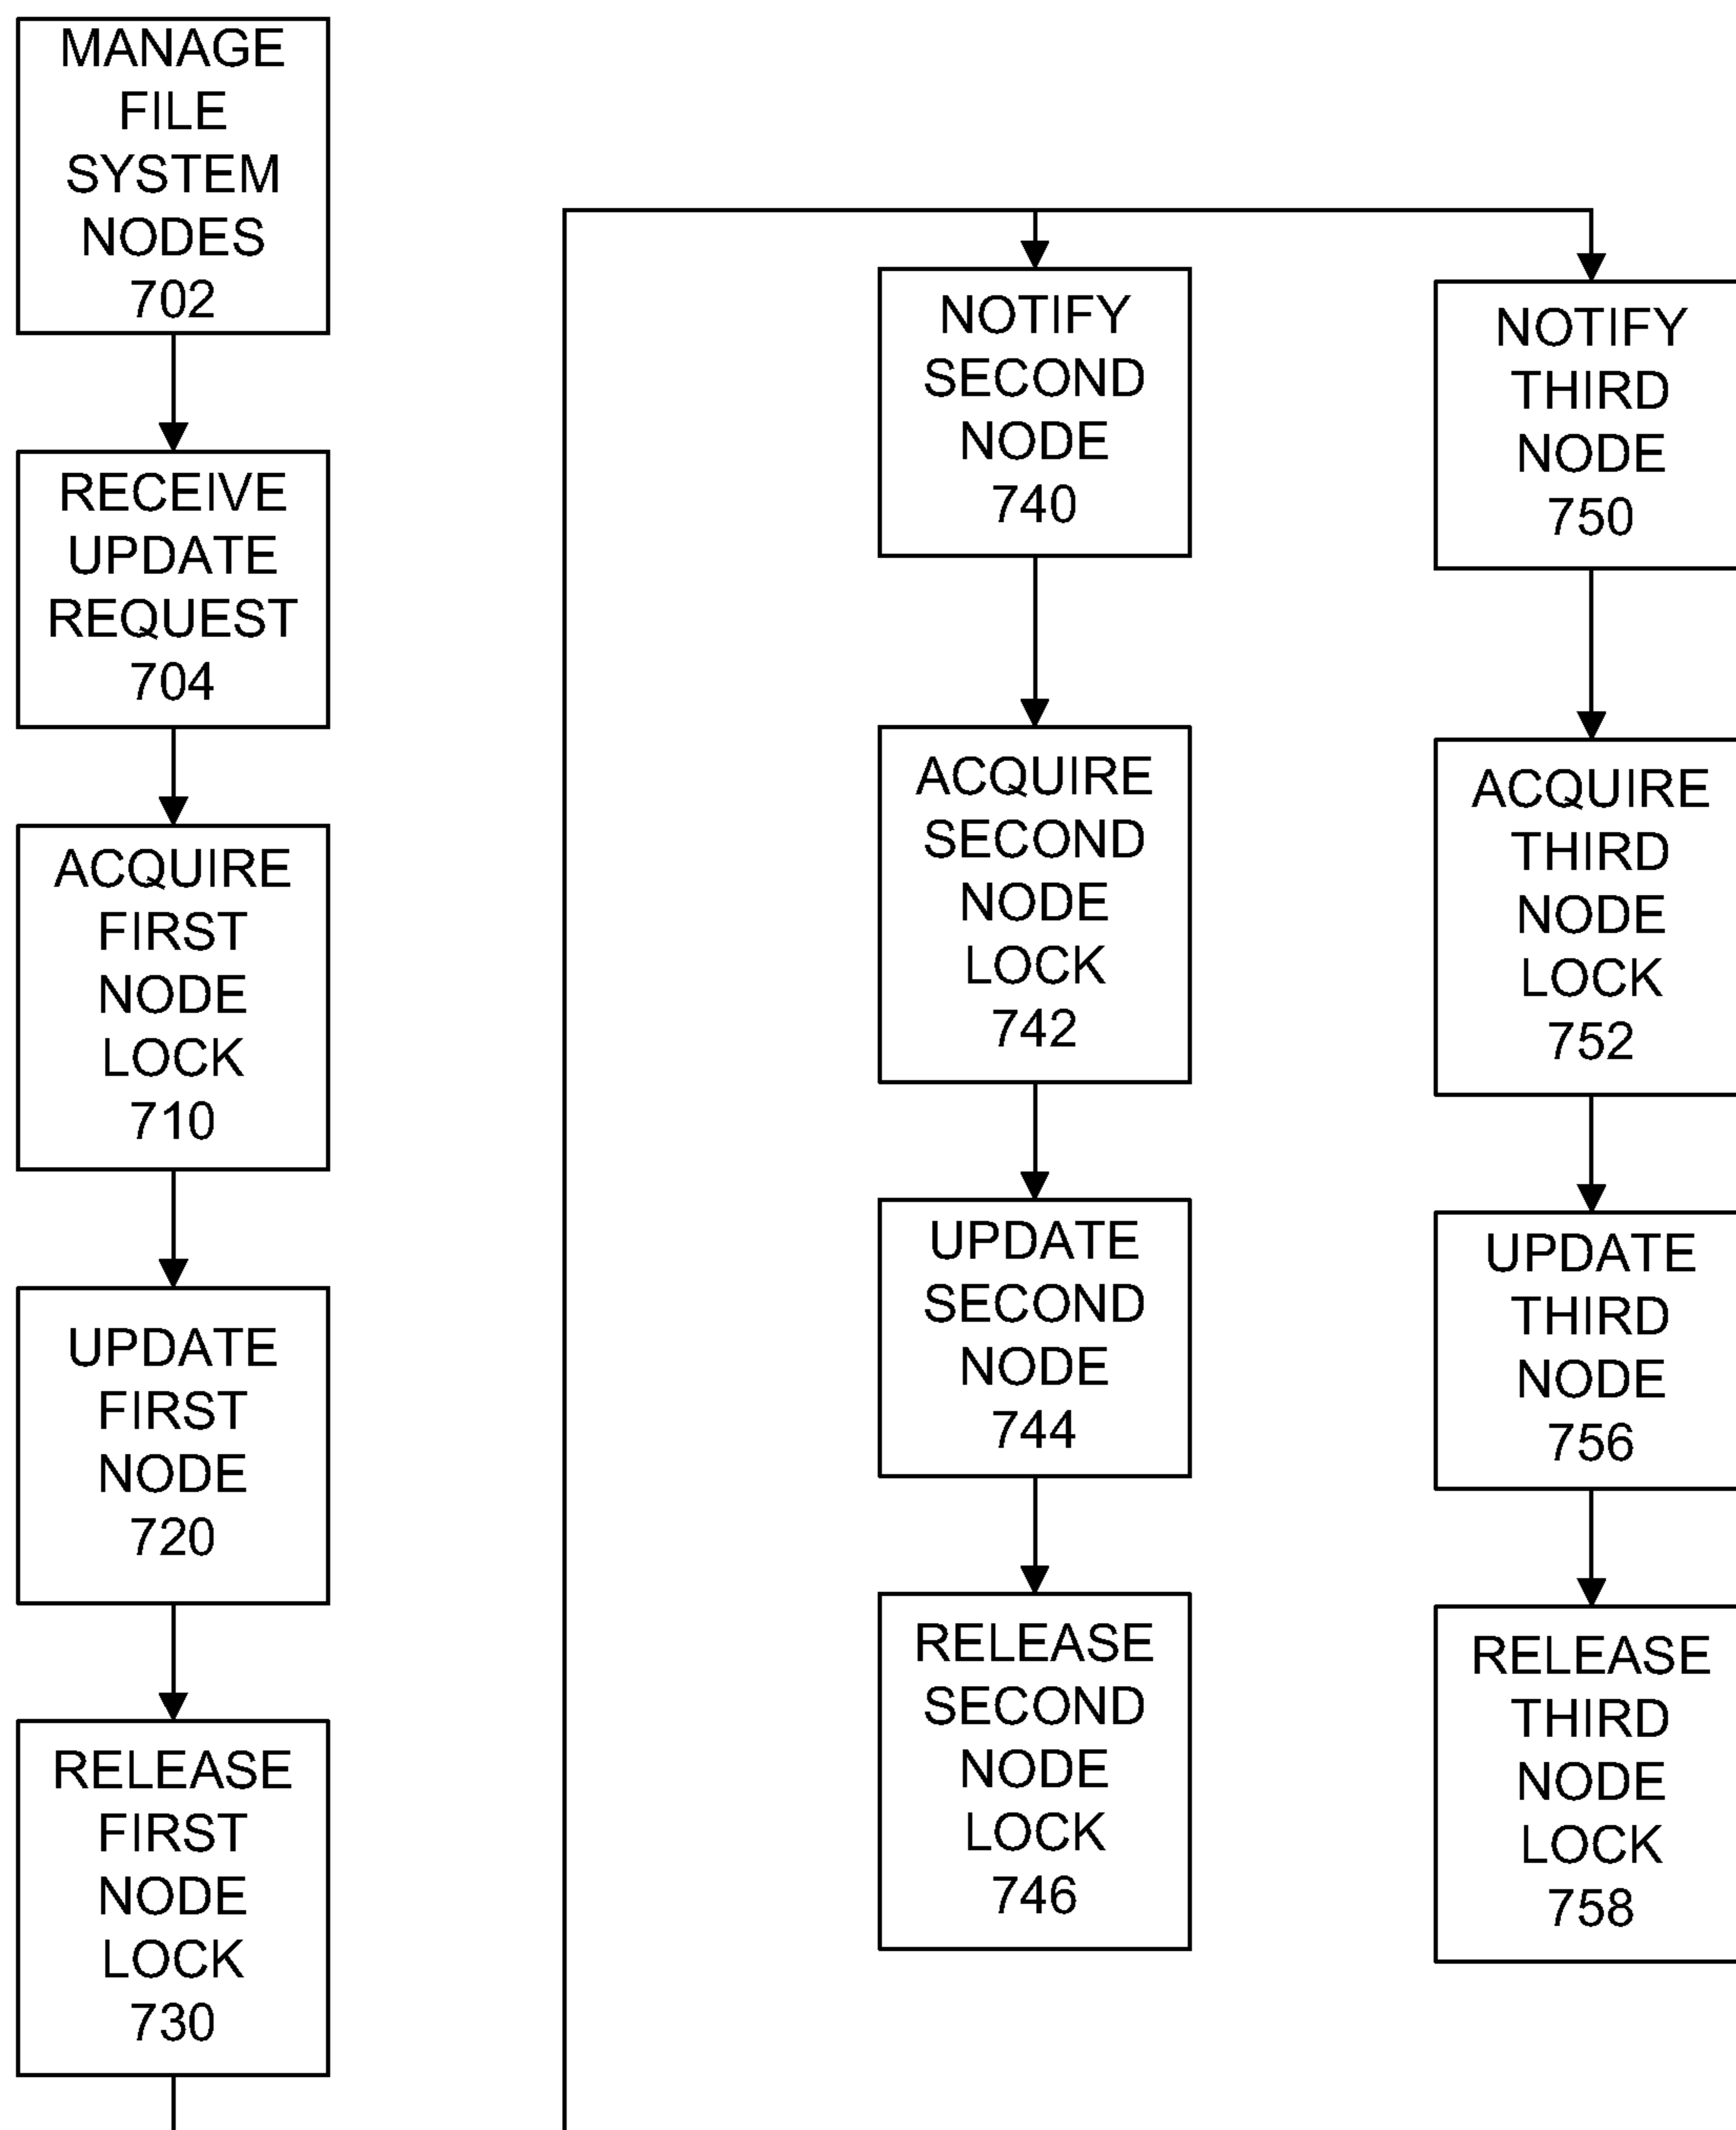 MANAGE
FILE
SYSTEM
NODES
702
RECEIVE
UPDATE
REQUEST
704
ACQUIRE
FIRST
NODE
LOCK
710
UPDATE
FIRST
NODE
720
RELEASE
FIRST
NODE
LOCK
730
NOTIFY
SECOND
NODE
740
ACQUIRE
SECOND
NODE
LOCK
742
UPDATE
SECOND
NODE
744
RELEASE
SECOND
NODE
LOCK
746
NOTIFY
THIRD
NODE
750
ACQUIRE
THIRD
NODE
LOCK
752
UPDATE
THIRD
NODE
756
RELEASE
THIRD
NODE
LOCK
758